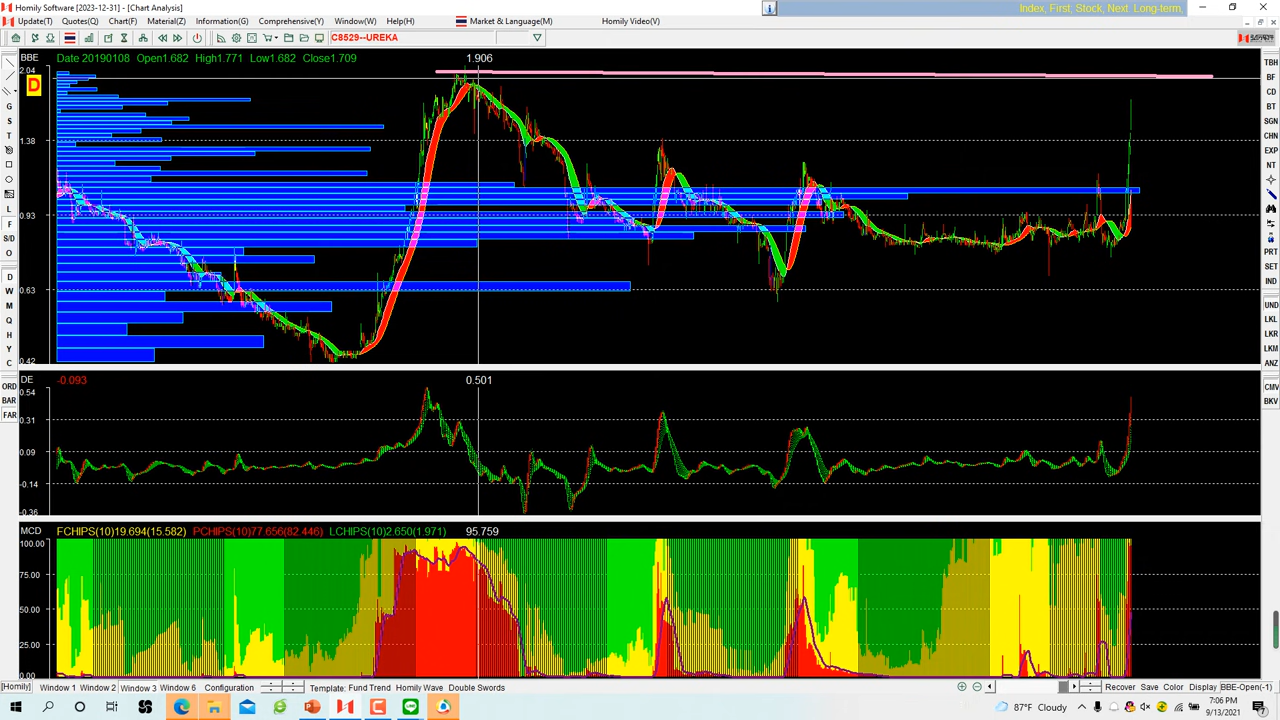 Homily Software [2023-12-31] - [Chart Analysis]
Index, First, Stock, Next. Long-term,
Update(T) Quotes(Q) Chart(F) Material(Z) Information(G) Comprehensive(Y) Window(W) Help(H) Market & Language(M) Homily Video(V)
C8529--UREKA
BBE Date 20190108 Open1.682 High1.771 Low1.682 Close1.709 1.906
2.04
D
1.38
0.93
0.63
0.42
DE -0.093 0.501
0.54
0.31
0.09
-0.14
-0.36
MCD FCHIPS(10)19.694(15.582) PCHIPS(10)77.656(82.446) LCHIPS(10)2.650(1.971) 95.759
100.00
75.00
50.00
25.00
0.00
G
S
T
L
F
S/D
O
D
W
M
Q
H
Y
C
ORD
BAR
FAR
TBH
BF
CD
BT
SGN
CHN
EXP
NT
PRT
SET
IND
UND
LKL
LKR
LKM
ANZ
CMV
BKV
[Homily] Window 1 Window 2 Window 3 Window 6 Configuration Template: Fund Trend Homily Wave Double Swords Recover Save Color Display BBE-Open(-1)
87°F Cloudy
7:06 PM
9/13/2021